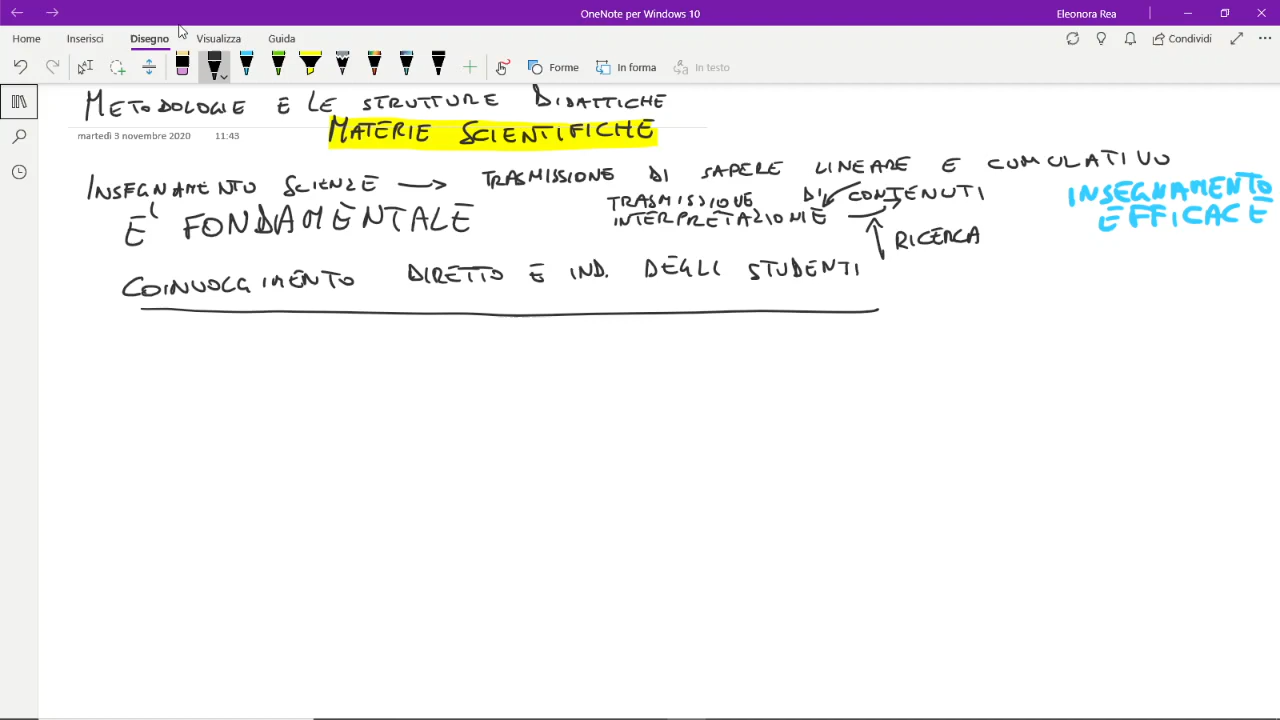 OneNote per Windows 10
Eleonora Rea
Home Inserisci Disegno Visualizza Guida
Condividi
Forme In forma In testo
METODOLOGIE E LE STRUTTURE DIDATTICHE
MATERIE SCIENTIFICHE
martedì 3 novembre 2020 11:43
INSEGNAMENTO SCIENZE → TRASMISSIONE DI SAPERE LINEARE E CUMULATIVO
TRASMISSIONE DI CONTENUTI
INTERPRETAZIONE → RICERCA
E' FONDAMENTALE
COINVOLGIMENTO DIRETTO E IND. DEGLI STUDENTI
INSEGNAMENTO
EFFICACE